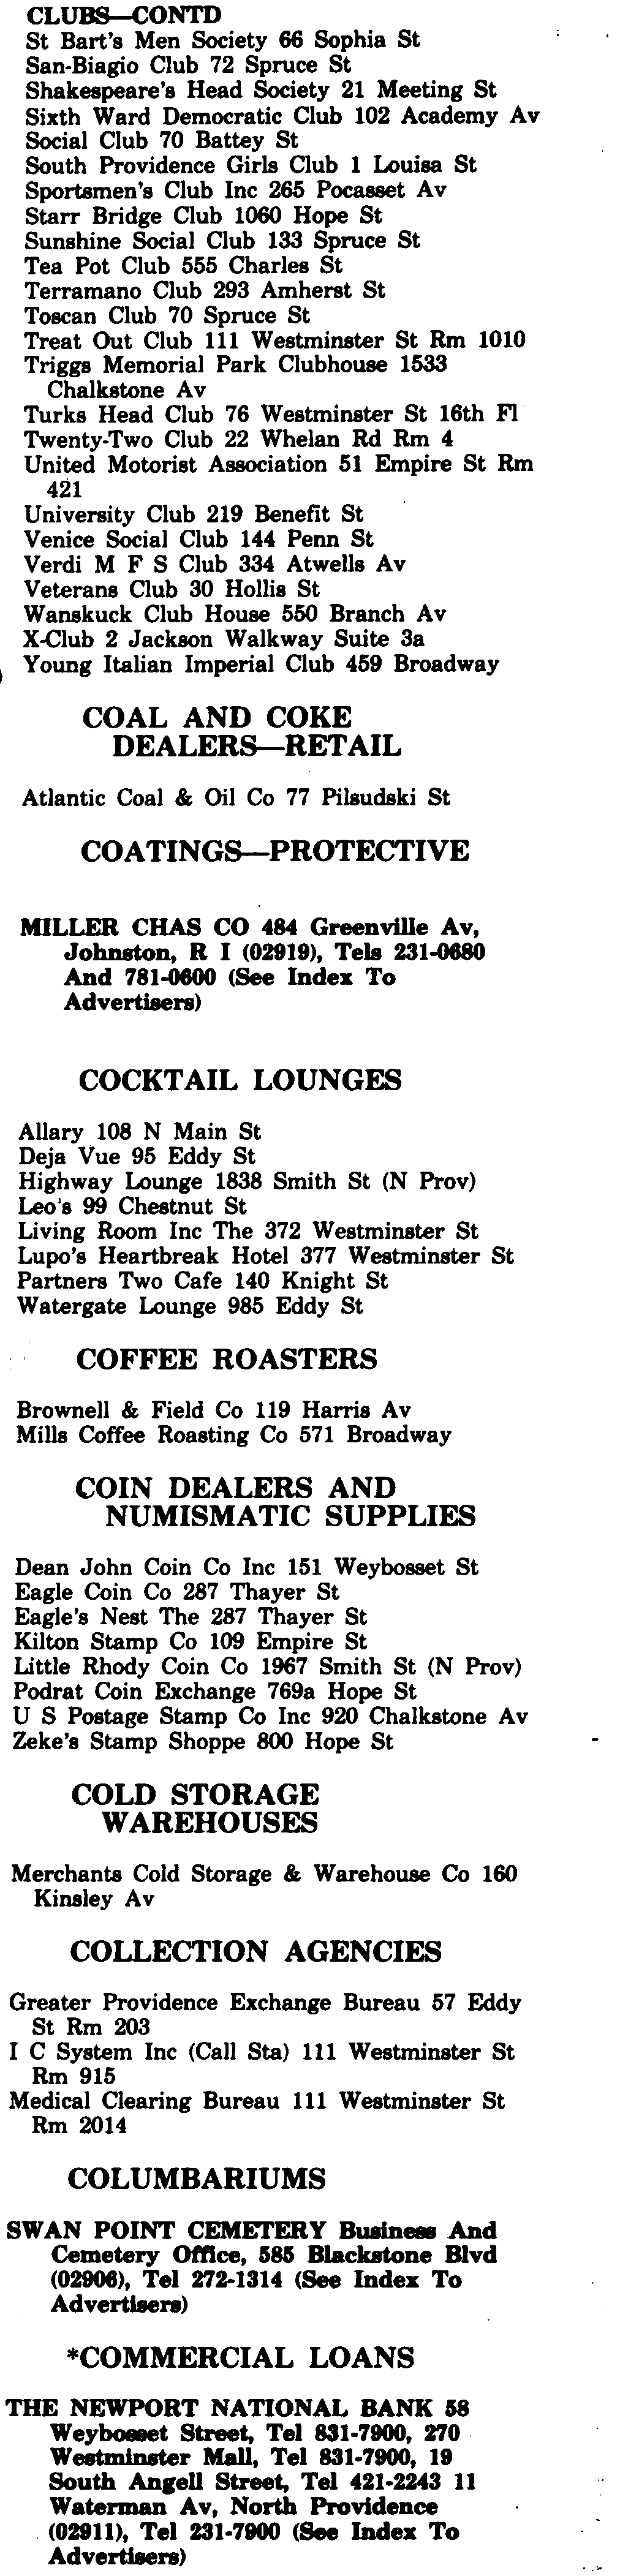 CLUBS—CONTD
St Bart's Men Society 66 Sophia St
San-Biagio Club 72 Spruce St
Shakespeare's Head Society 21 Meeting St
Sixth Ward Democratic Club 102 Academy Av
Social Club 70 Battey St
South Providence Girls Club 1 Louisa St
Sportsmen's Club Inc 265 Pocasset Av
Starr Bridge Club 1060 Hope St
Sunshine Social Club 133 Spruce St
Tea Pot Club 555 Charles St
Terramano Club 293 Amherst St
Toscan Club 70 Spruce St
Treat Out Club 111 Westminster St Rm 1010
Triggs Memorial Park Clubhouse 1533
Chalkstone Av
Turks Head Club 76 Westminster St 16th Fl
Twenty-Two Club 22 Whelan Rd Rm 4
United Motorist Association 51 Empire St Rm
421
University Club 219 Benefit St
Venice Social Club 144 Penn St
Verdi M F S Club 334 Atwells Av
Veterans Club 30 Hollis St
Wanskuck Club House 550 Branch Av
X-Club 2 Jackson Walkway Suite 3a
Young Italian Imperial Club 459 Broadway
COAL AND COKE
DEALERS—RETAIL
Atlantic Coal & Oil Co 77 Pilsudski St
COATINGS—PROTECTIVE
MILLER CHAS CO 484 Greenville Av,
Johnston, R I (02919), Tels 231-0680
And 781-0600 (See Index To
Advertisers)
COCKTAIL LOUNGES
Allary 108 N Main St
Deja Vue 95 Eddy St
Highway Lounge 1838 Smith St (N Prov)
Leo's 99 Chestnut St
Living Room Inc The 372 Westminster St
Lupo's Heartbreak Hotel 377 Westminster St
Partners Two Cafe 140 Knight St
Watergate Lounge 985 Eddy St
COFFEE ROASTERS
Brownell & Field Co 119 Harris Av
Mills Coffee Roasting Co 571 Broadway
COIN DEALERS AND
NUMISMATIC SUPPLIES
Dean John Coin Co Inc 151 Weybosset St
Eagle Coin Co 287 Thayer St
Eagle's Nest The 287 Thayer St
Kilton Stamp Co 109 Empire St
Little Rhody Coin Co 1967 Smith St (N Prov)
Podrat Coin Exchange 769a Hope St
U S Postage Stamp Co Inc 920 Chalkstone Av
Zeke's Stamp Shoppe 800 Hope St
COLD STORAGE
WAREHOUSES
Merchants Cold Storage & Warehouse Co 160
Kinsley Av
COLLECTION AGENCIES
Greater Providence Exchange Bureau 57 Eddy
St Rm 203
I C System Inc (Call Sta) 111 Westminster St
Rm 915
Medical Clearing Bureau 111 Westminster St
Rm 2014
COLUMBARIUMS
SWAN POINT CEMETERY Business And
Cemetery Office, 585 Blackstone Blvd
(02906), Tel 272-1314 (See Index To
Advertisers)
*COMMERCIAL LOANS
THE NEWPORT NATIONAL BANK 58
Weybosset Street, Tel 831-7900, 270
Westminster Mall, Tel 831-7900, 19
South Angell Street, Tel 421-2243 11
Waterman Av, North Providence
(02911), Tel 231-7900 (See Index To
Advertisers)